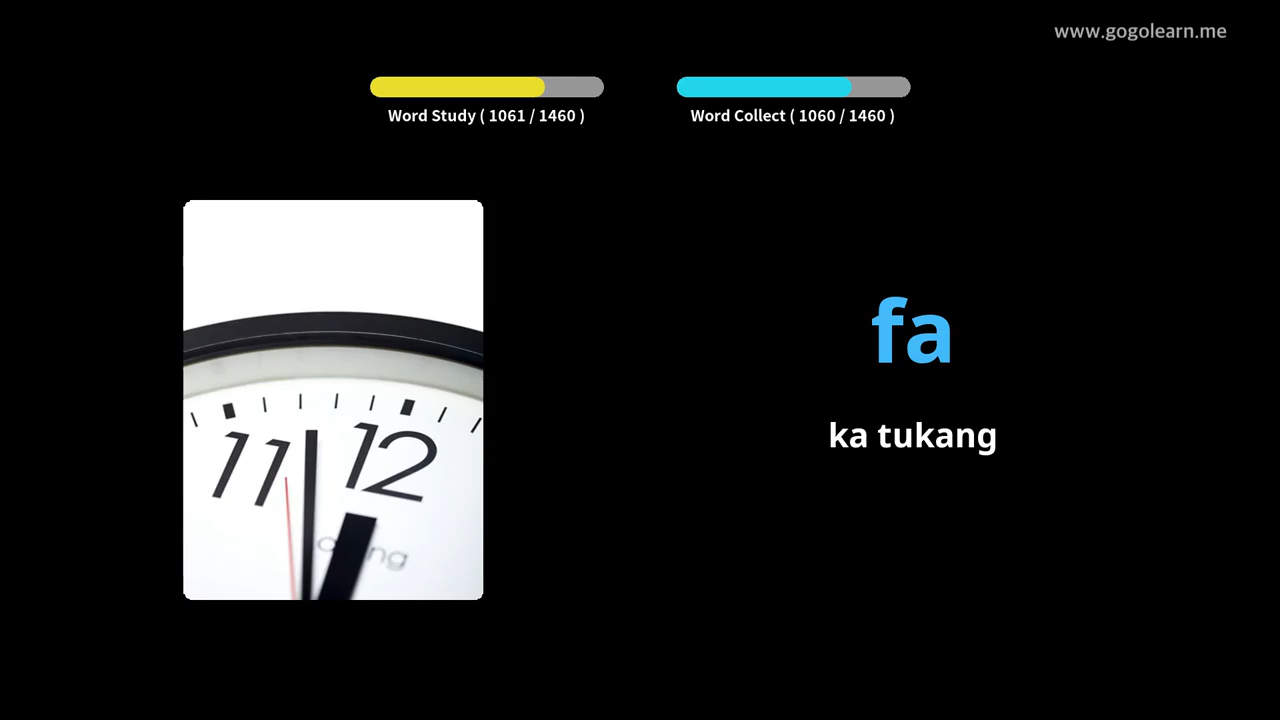 www.gogolearn.me
Word Study ( 1061 / 1460 )
Word Collect ( 1060 / 1460 )
11
12
fa
ka tukang